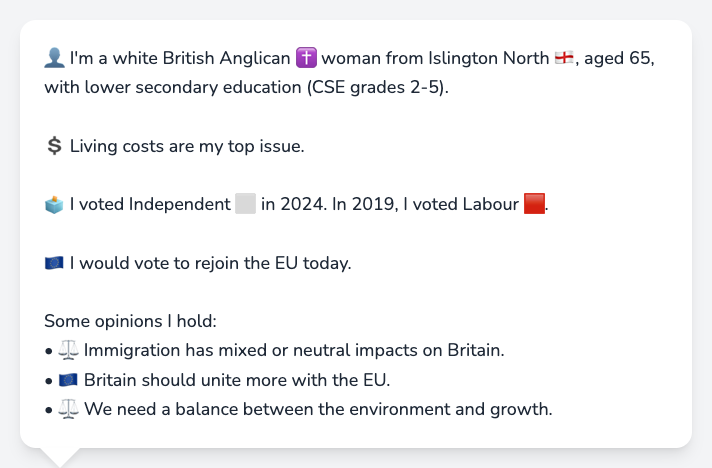 👤 I'm a white British Anglican ✝️ woman from Islington North 🏴󠁧󠁢󠁥󠁮󠁧󠁿, aged 65,
with lower secondary education (CSE grades 2-5).
💲 Living costs are my top issue.
🗳️ I voted Independent ⬜ in 2024. In 2019, I voted Labour 🟥.
🇪🇺 I would vote to rejoin the EU today.
Some opinions I hold:
• ⚖️ Immigration has mixed or neutral impacts on Britain.
• 🇪🇺 Britain should unite more with the EU.
• ⚖️ We need a balance between the environment and growth.